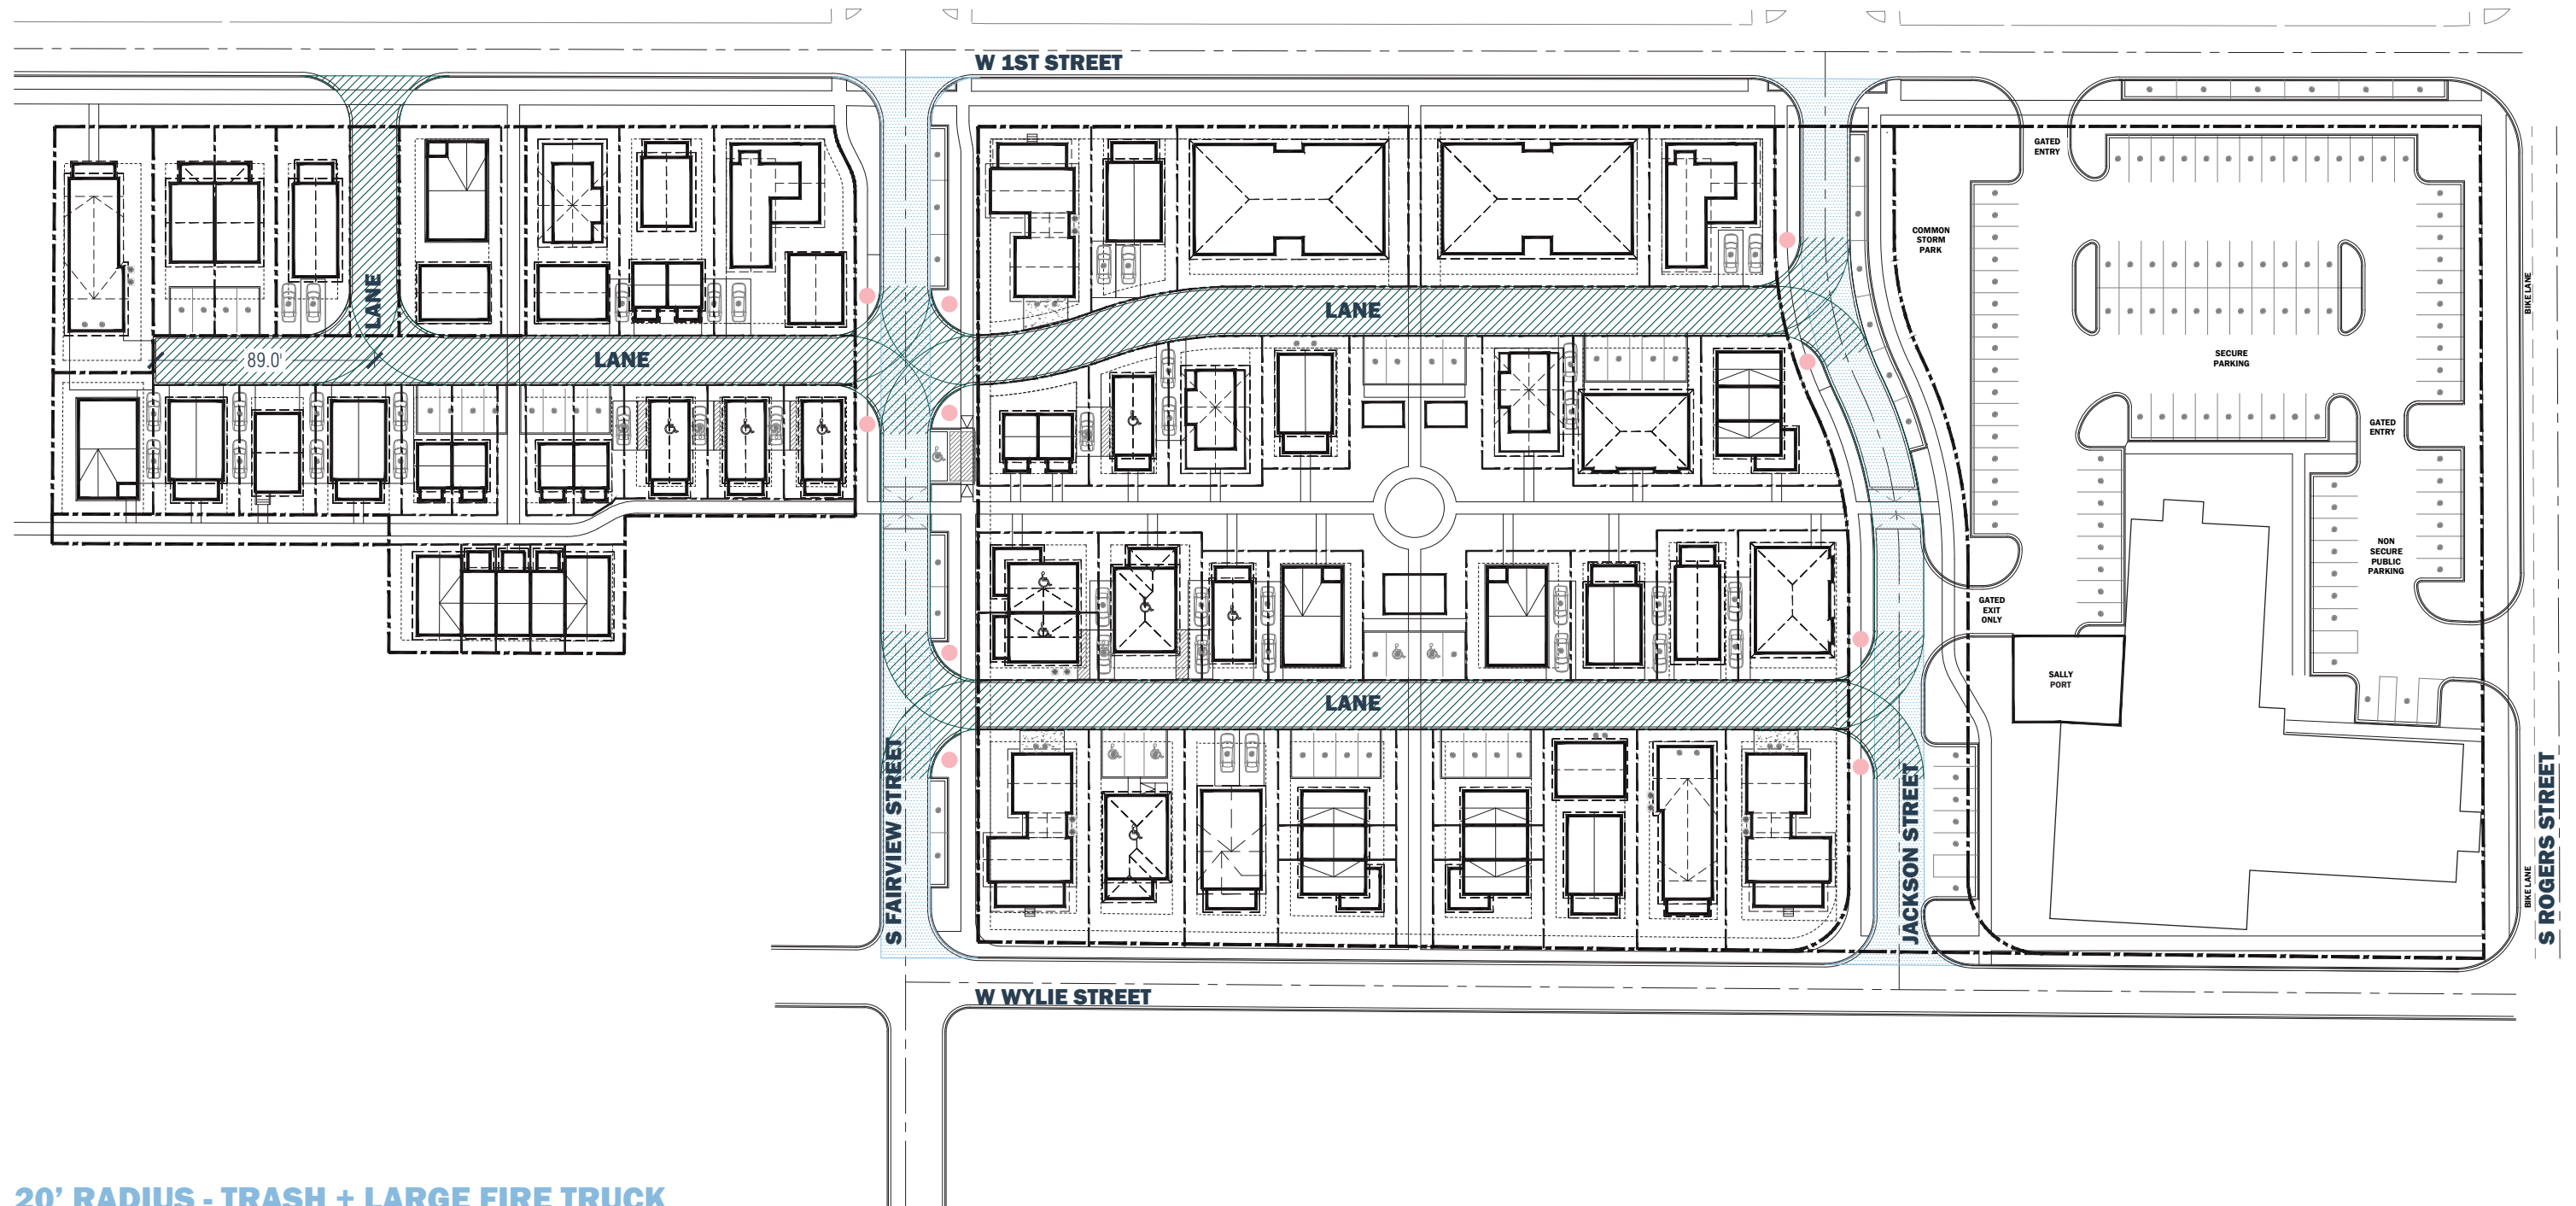 W 1ST STREET
GATED
ENTRY
COMMON
STORM
PARK
LANE
LANE
BIKE LANE
89.0'
LANE
SECURE
PARKING
GATED
ENTRY
NON
SECURE
PUBLIC
PARKING
GATED
EXIT
ONLY
SALLY
PORT
LANE
S FAIRVIEW STREET
JACKSON STREET
BIKE LANE
S ROGERS STREET
W WYLIE STREET
20’ RADIUS - TRASH + LARGE FIRE TRUCK